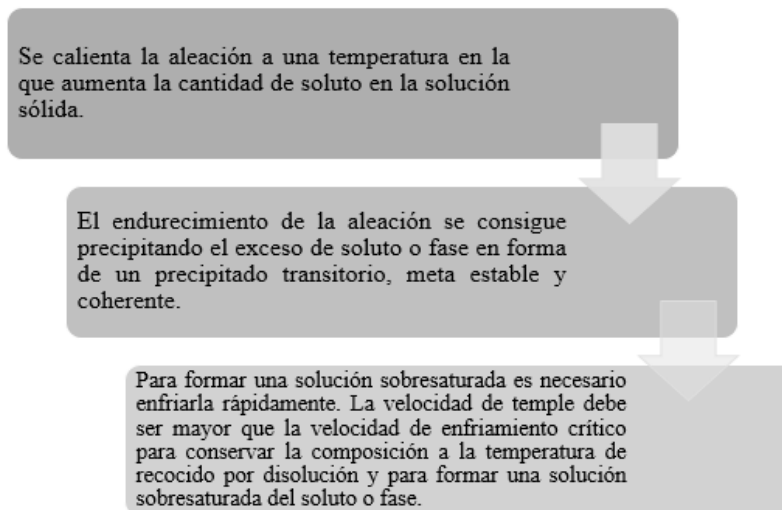 Se calienta la aleación a una temperatura en la
que aumenta la cantidad de soluto en la solución
sólida.
El endurecimiento de la aleación se consigue
precipitando el exceso de soluto o fase en forma
de un precipitado transitorio, meta estable y
coherente.
Para formar una solución sobresaturada es necesario
enfriarla rápidamente. La velocidad de temple debe
ser mayor que la velocidad de enfriamiento crítico
para conservar la composición a la temperatura de
recocido por disolución y para formar una solución
sobresaturada del soluto o fase.